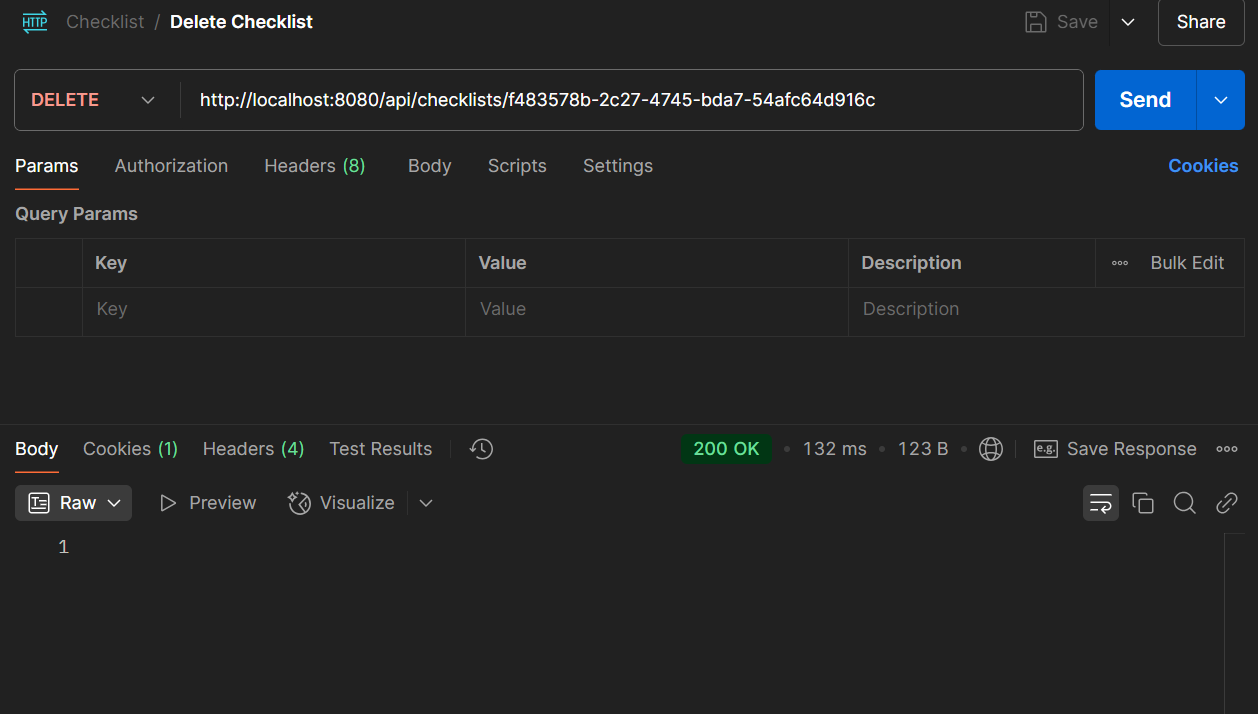 HTTP Checklist / Delete Checklist Save Share
DELETE http://localhost:8080/api/checklists/f483578b-2c27-4745-bda7-54afc64d916c Send
Params Authorization Headers (8) Body Scripts Settings Cookies
Query Params
Key Value Description Bulk Edit
Key Value Description
Body Cookies (1) Headers (4) Test Results 200 OK • 132 ms • 123 B • e.g. Save Response
Raw Preview Visualize
1